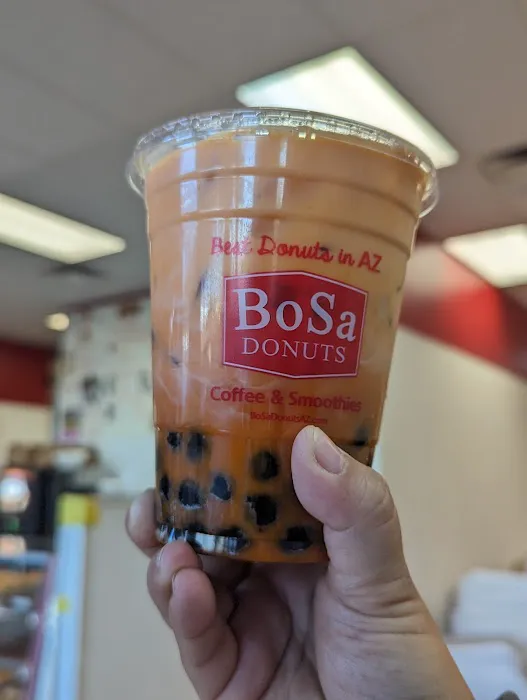 Best Donuts in AZ
BoSa
DONUTS
Coffee & Smoothies
BoSaDonutsAZ.com